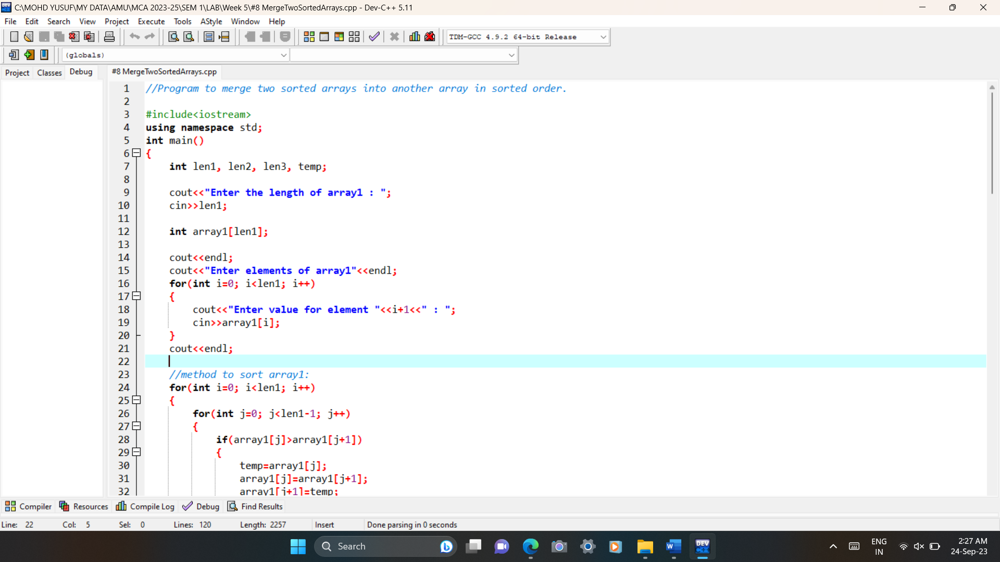 C:\MOHD YUSUF\MY DATA\AMU\MCA 2023-25\SEM 1\LAB\Week 5\#8 MergeTwoSortedArrays.cpp - Dev-C++ 5.11
File Edit Search View Project Execute Tools AStyle Window Help
TDM-GCC 4.9.2 64-bit Release
(globals)
Project Classes Debug #8 MergeTwoSortedArrays.cpp
1 //Program to merge two sorted arrays into another array in sorted order.
2
3 #include<iostream>
4 using namespace std;
5 int main()
6 {
7 int len1, len2, len3, temp;
8
9 cout<<"Enter the length of array1 : ";
10 cin>>len1;
11
12 int array1[len1];
13
14 cout<<endl;
15 cout<<"Enter elements of array1"<<endl;
16 for(int i=0; i<len1; i++)
17 {
18 cout<<"Enter value for element "<<i+1<<" : ";
19 cin>>array1[i];
20 }
21 cout<<endl;
22
23 //method to sort array1:
24 for(int i=0; i<len1; i++)
25 {
26 for(int j=0; j<len1-1; j++)
27 {
28 if(array1[j]>array1[j+1])
29 {
30 temp=array1[j];
31 array1[j]=array1[j+1];
32 array1[j+1]=temp;
Compiler Resources Compile Log Debug Find Results
Line: 22 Col: 5 Sel: 0 Lines: 120 Length: 2257 Insert Done parsing in 0 seconds
Search
DEV C++
ENG
IN
2:27 AM
24-Sep-23